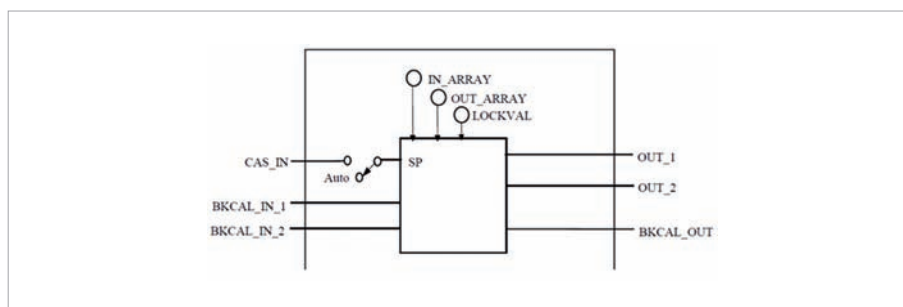 IN_ARRAY
OUT_ARRAY
LOCKVAL
CAS_IN
SP
OUT_1
Auto
OUT_2
BKCAL_IN_1
BKCAL_IN_2
BKCAL_OUT